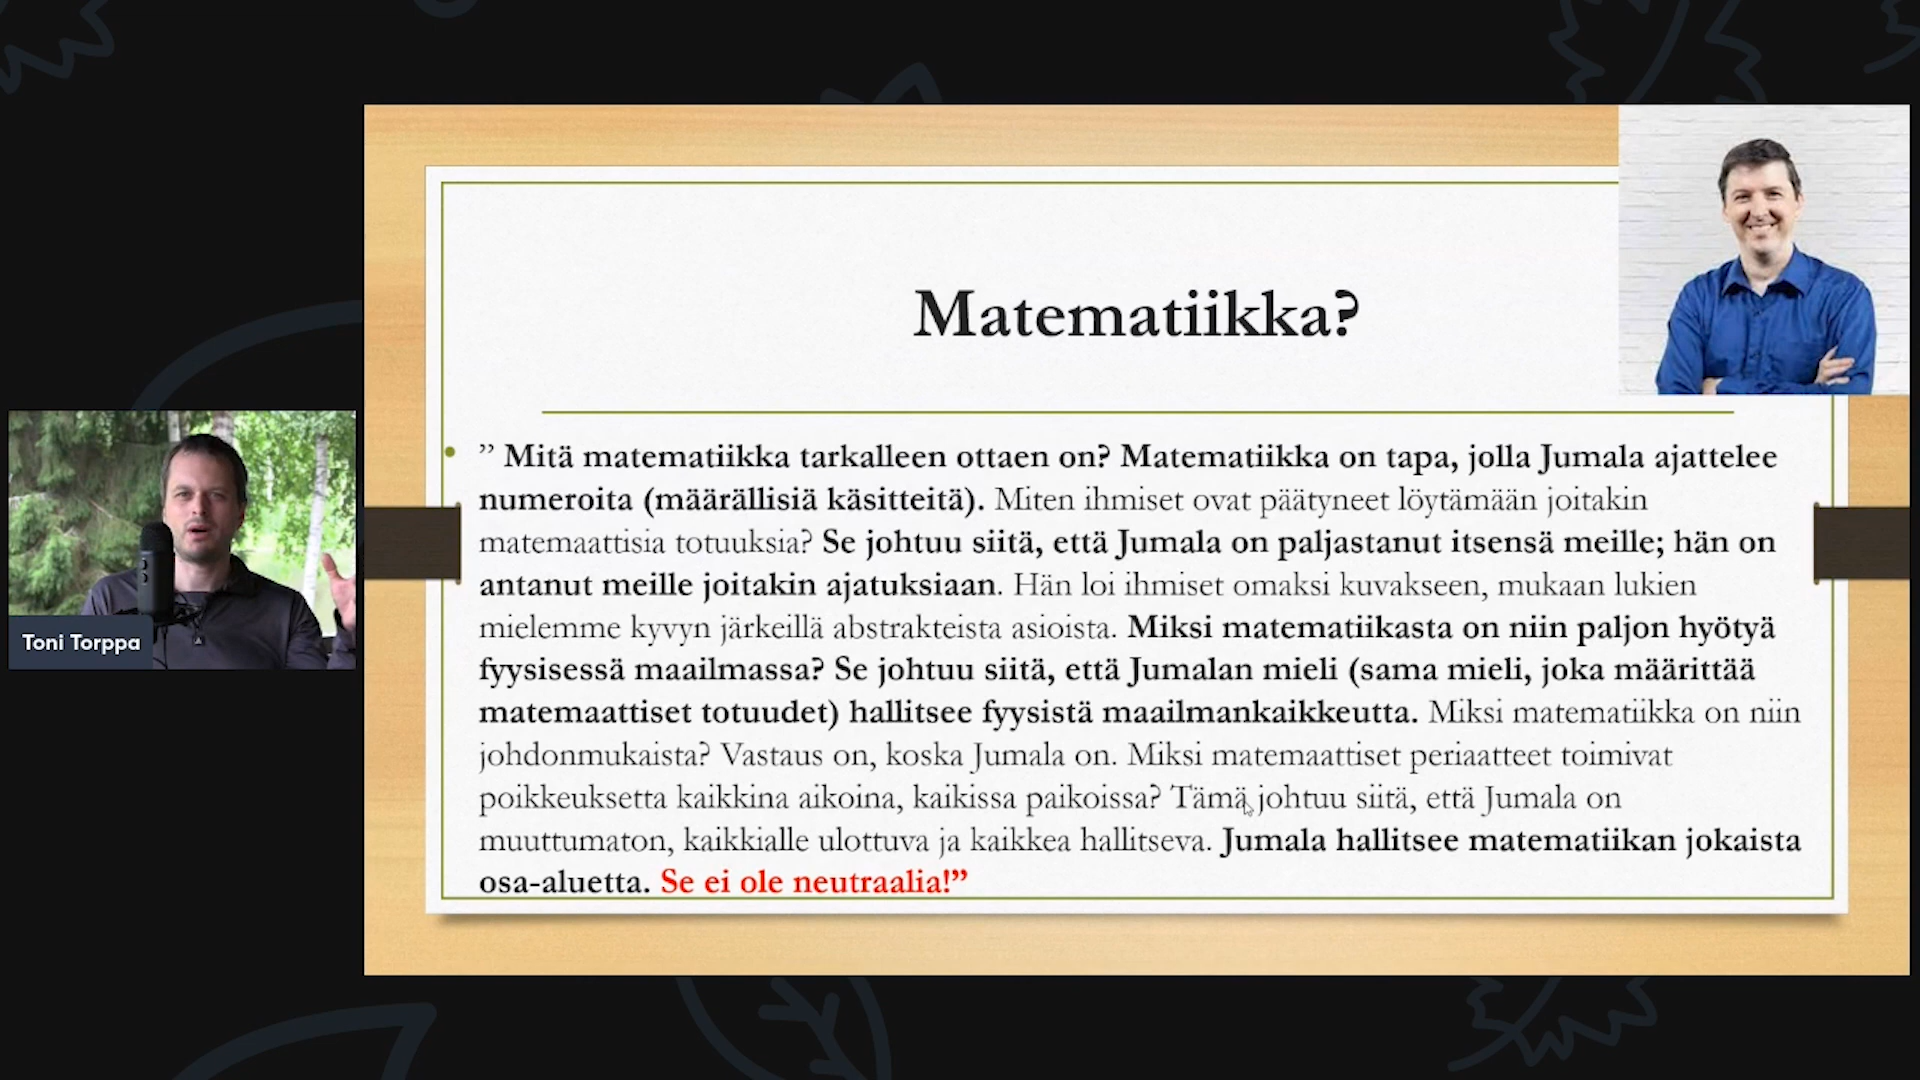 Matematiikka?
” Mitä matematiikka tarkalleen ottaen on? Matematiikka on tapa, jolla Jumala ajattelee
numeroita (määrällisiä käsitteitä). Miten ihmiset ovat päätyneet löytämään joitakin
matemaattisia totuuksia? Se johtuu siitä, että Jumala on paljastanut itsensä meille; hän on
antanut meille joitakin ajatuksiaan. Hän loi ihmiset omaksi kuvakseen, mukaan lukien
mielemme kyvyn järkeillä abstrakteista asioista. Miksi matematiikasta on niin paljon hyötyä
fyysisessä maailmassa? Se johtuu siitä, että Jumalan mieli (sama mieli, joka määrittää
matemaattiset totuudet) hallitsee fyysistä maailmankaikkeutta. Miksi matematiikka on niin
johdonmukaista? Vastaus on, koska Jumala on. Miksi matemaattiset periaatteet toimivat
poikkeuksetta kaikkina aikoina, kaikissa paikoissa? Tämä johtuu siitä, että Jumala on
muuttumaton, kaikkialle ulottuva ja kaikkea hallitseva. Jumala hallitsee matematiikan jokaista
osa-aluetta. Se ei ole neutraalia!”
Toni Torppa